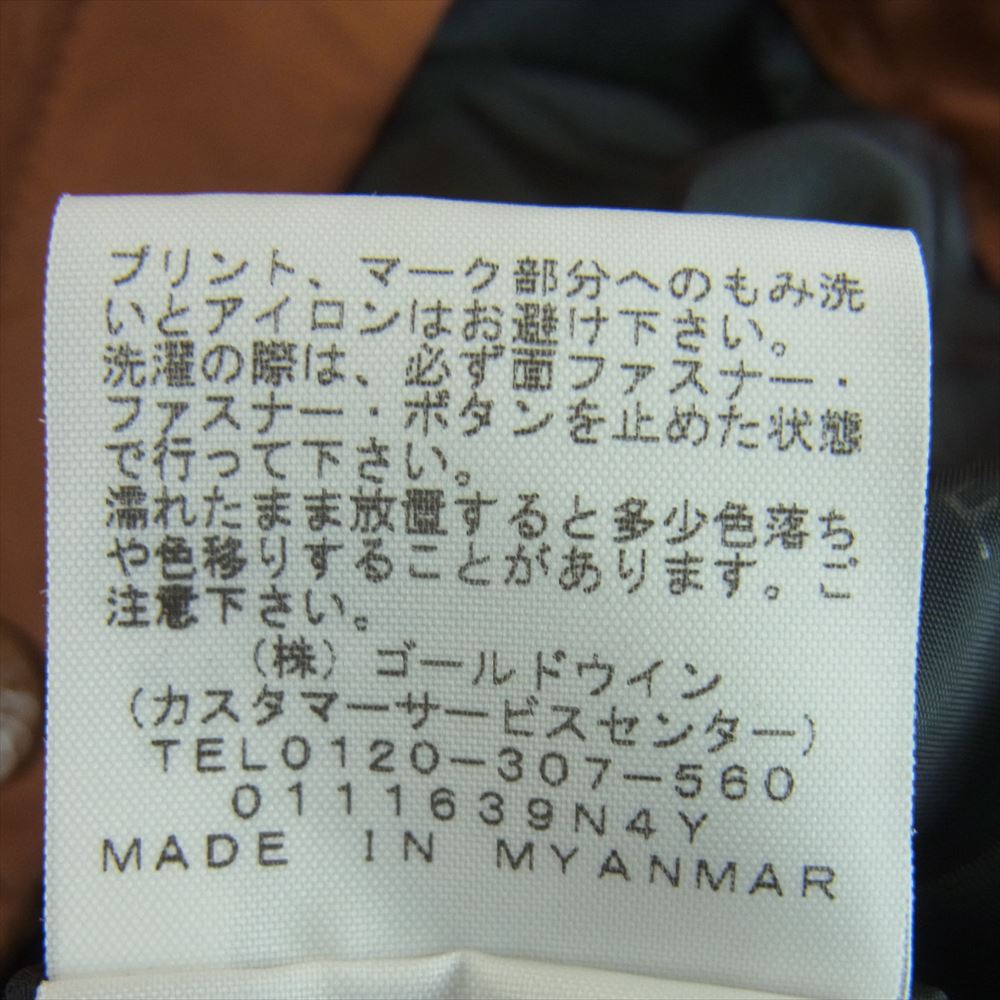 プリント、マーク部分へのもみ洗
いとアイロンはお避け下さい。
洗濯の際は、必ず面ファスナー・
ファスナー・ボタンを止めた状態
で行って下さい。
濡れたまま放置すると多少色落ち
や色移りすることがあります。ご
注意下さい。
(株)ゴールドウイン
(カスタマーサービスセンター)
TEL0120-307-560
0111639N4Y
MADE IN MYANMAR